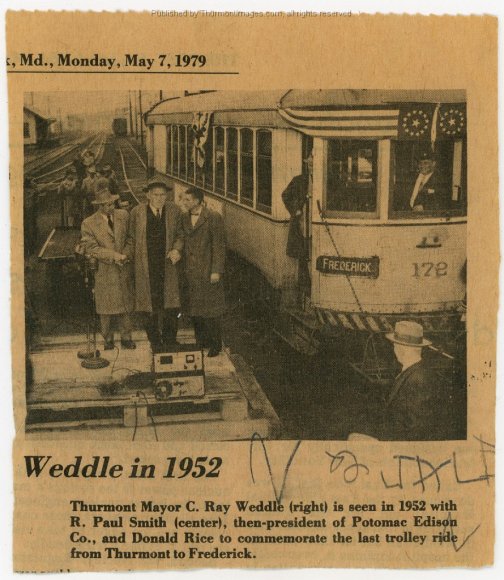 Published by Thurmontimages.com, all rights reserved
, Md., Monday, May 7, 1979
FREDERICK
172
Weddle in 1952
Thurmont Mayor C. Ray Weddle (right) is seen in 1952 with
R. Paul Smith (center), then-president of Potomac Edison
Co., and Donald Rice to commemorate the last trolley ride
from Thurmont to Frederick.